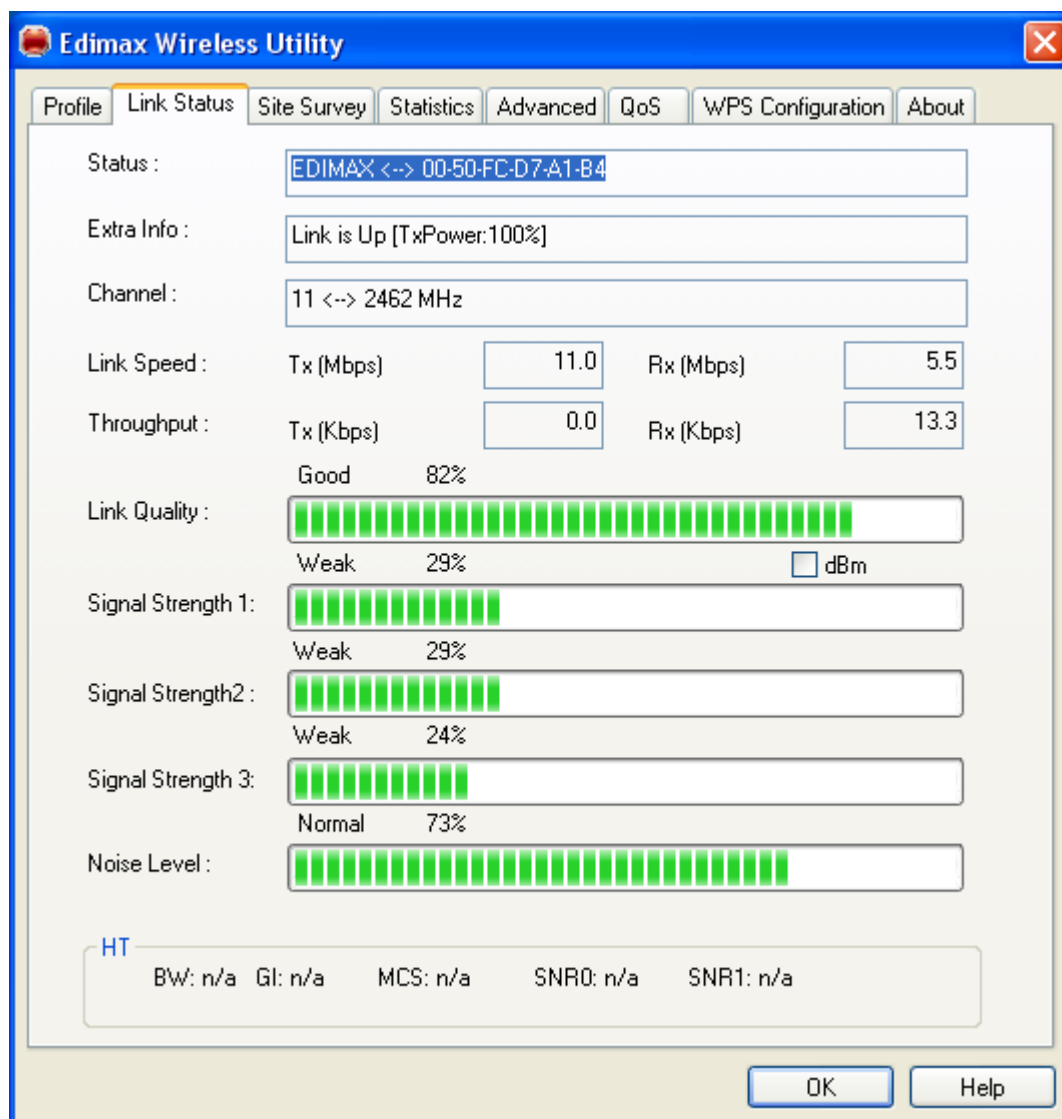 Edimax Wireless Utility
Profile Link Status Site Survey Statistics Advanced QoS WPS Configuration About
Status : EDIMAX <--> 00-50-FC-D7-A1-B4
Extra Info : Link is Up [TxPower:100%]
Channel : 11 <--> 2462 MHz
Link Speed : Tx (Mbps) 11.0 Rx (Mbps) 5.5
Throughput : Tx (Kbps) 0.0 Rx (Kbps) 13.3
Good 82%
Link Quality :
Weak 29% dBm
Signal Strength 1:
Weak 29%
Signal Strength2 :
Weak 24%
Signal Strength 3:
Normal 73%
Noise Level :
HT
BW: n/a GI: n/a MCS: n/a SNR0: n/a SNR1: n/a
OK Help